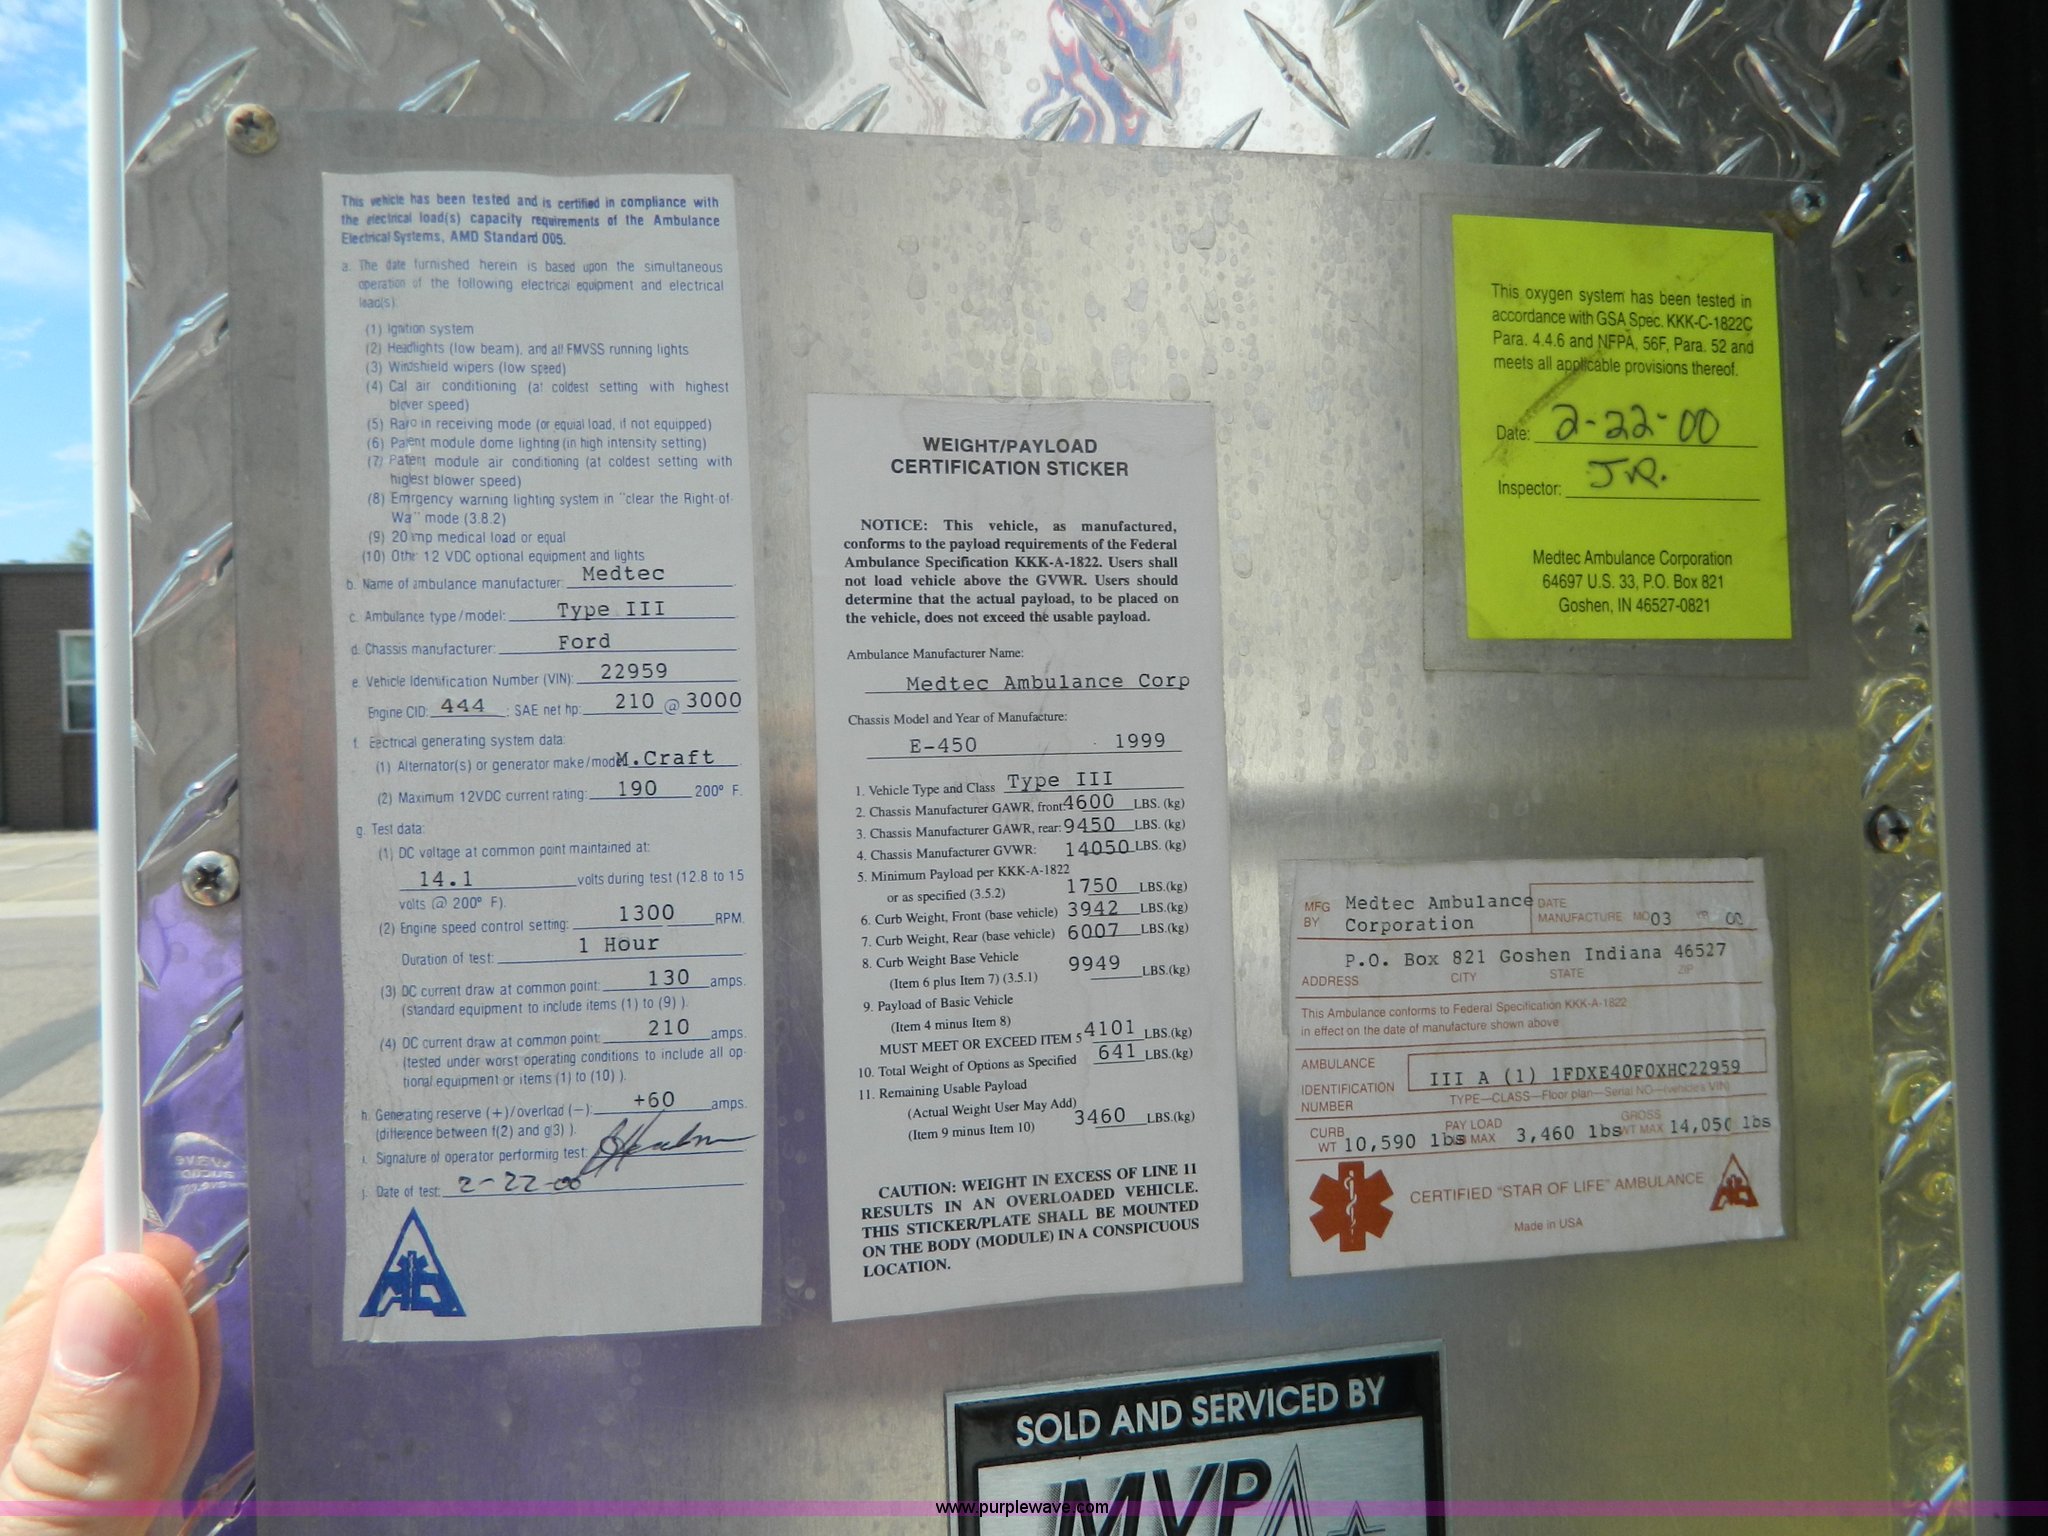 This vehicle has been tested and is certified in compliance with
the electrical load(s) capacity requirements of the Ambulance
Electrical Systems, AMD Standard 005.
a. The date furnished herein is based upon the simultaneous
operation of the following electrical equipment and electrical
load(s):
(1) Ignition system
(2) Headlights (low beam), and all FMVSS running lights
(3) Windshield wipers (low speed)
(4) Cal air conditioning (at coldest setting with highest
blower speed)
(5) Raio in receiving mode (or equial load, if not equipped)
(6) Patent module dome lighting (in high intensity setting)
(7) Patent module air conditioning (at coldest setting with
higlest blower speed)
(8) Emrgency warning lighting system in "clear the Right-of-
Wa" mode (3.8.2)
(9) 20 mp medical load or equal
(10) Othr 12 VDC optional equipment and lights
b. Name of ambulance manufacturer: Medtec
c. Ambulance type/model: Type III
d. Chassis manufacturer: Ford
e. Vehicle Identification Number (VIN): 22959
Engine CID: 444 ; SAE net hp: 210 @ 3000
f. Eectrical generating system data:
(1) Alternator(s) or generator make/model M.Craft
(2) Maximum 12VDC current rating: 190 200° F.
g. Test data:
(1) DC voltage at common point maintained at:
14.1 volts during test (12.8 to 15
volts @ 200° F).
(2) Engine speed control setting: 1300 RPM.
Duration of test: 1 Hour
(3) DC current draw at common point: 130 amps.
(standard equipment to include items (1) to (9) ).
(4) DC current draw at common point: 210 amps.
(tested under worst operating conditions to include all op-
tional equipment or items (1) to (10) ).
h. Generating reserve (+)/overload (-): +60 amps.
(difference between f(2) and g(3) ).
i. Signature of operator performing test:
j. Date of test: 2-22-00
WEIGHT/PAYLOAD
CERTIFICATION STICKER
NOTICE: This vehicle, as manufactured,
conforms to the payload requirements of the Federal
Ambulance Specification KKK-A-1822. Users shall
not load vehicle above the GVWR. Users should
determine that the actual payload, to be placed on
the vehicle, does not exceed the usable payload.
Ambulance Manufacturer Name:
Medtec Ambulance Corp
Chassis Model and Year of Manufacture:
E-450 1999
1. Vehicle Type and Class Type III
2. Chassis Manufacturer GAWR, front: 4600 LBS. (kg)
3. Chassis Manufacturer GAWR, rear: 9450 LBS. (kg)
4. Chassis Manufacturer GVWR: 14050 LBS. (kg)
5. Minimum Payload per KKK-A-1822
or as specified (3.5.2) 1750 LBS.(kg)
6. Curb Weight, Front (base vehicle) 3942 LBS.(kg)
7. Curb Weight, Rear (base vehicle) 6007 LBS.(kg)
8. Curb Weight Base Vehicle
(Item 6 plus Item 7) (3.5.1) 9949 LBS.(kg)
9. Payload of Basic Vehicle
(Item 4 minus Item 8)
MUST MEET OR EXCEED ITEM 5 4101 LBS.(kg)
10. Total Weight of Options as Specified 641 LBS.(kg)
11. Remaining Usable Payload
(Actual Weight User May Add)
(Item 9 minus Item 10) 3460 LBS.(kg)
CAUTION: WEIGHT IN EXCESS OF LINE 11
RESULTS IN AN OVERLOADED VEHICLE.
THIS STICKER/PLATE SHALL BE MOUNTED
ON THE BODY (MODULE) IN A CONSPICUOUS
LOCATION.
This oxygen system has been tested in
accordance with GSA Spec. KKK-C-1822C
Para. 4.4.6 and NFPA, 56F, Para. 52 and
meets all applicable provisions thereof.
Date: 2-22-00
Inspector: J.R.
Medtec Ambulance Corporation
64697 U.S. 33, P.O. Box 821
Goshen, IN 46527-0821
MFG BY Medtec Ambulance Corporation
DATE MANUFACTURE MO 03 YR 00
P.O. Box 821 Goshen Indiana 46527
ADDRESS CITY STATE ZIP
This Ambulance conforms to Federal Specification KKK-A-1822
in effect on the date of manufacture shown above
AMBULANCE IDENTIFICATION NUMBER
III A (1) 1FDXE40F0XHC22959
TYPE—CLASS—Floor plan—Serial NO—(vehicles VIN)
CURB WT 10,590 lbs PAY LOAD MAX 3,460 lbs GROSS WT MAX 14,050 lbs
CERTIFIED "STAR OF LIFE" AMBULANCE
Made in USA
SOLD AND SERVICED BY
MVP
www.purplewave.com